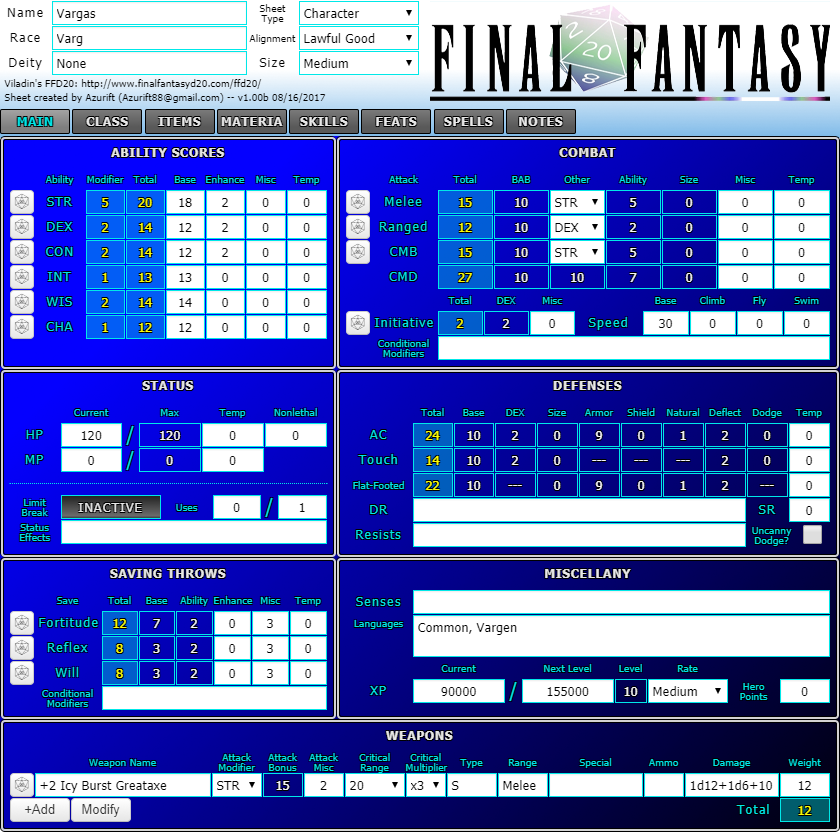 Name Vargas Sheet Type Character
Race Varg Alignment Lawful Good
Deity None Size Medium
FINAL FANTASY
20
2
8
Viladin's FFD20: http://www.finalfantasyd20.com/ffd20/
Sheet created by Azurift (Azurift88@gmail.com) -- v1.00b 08/16/2017
MAIN CLASS ITEMS MATERIA SKILLS FEATS SPELLS NOTES
ABILITY SCORES
Ability Modifier Total Base Enhance Misc Temp
STR 5 20 18 2 0 0
DEX 2 14 12 2 0 0
CON 2 14 12 2 0 0
INT 1 13 13 0 0 0
WIS 2 14 14 0 0 0
CHA 1 12 12 0 0 0
COMBAT
Attack Total BAB Other Ability Size Misc Temp
Melee 15 10 STR 5 0 0 0
Ranged 12 10 DEX 2 0 0 0
CMB 15 10 STR 5 0 0 0
CMD 27 10 10 7 0 0 0
Total DEX Misc Base Climb Fly Swim
Initiative 2 2 0 Speed 30 0 0 0
Conditional Modifiers
STATUS
Current Max Temp Nonlethal
HP 120 / 120 0 0
MP 0 / 0 0
Limit Break INACTIVE Uses 0 / 1
Status Effects
DEFENSES
Total Base DEX Size Armor Shield Natural Deflect Dodge Temp
AC 24 10 2 0 9 0 1 2 0 0
Touch 14 10 2 0 --- --- --- 2 0 0
Flat-Footed 22 10 --- 0 9 0 1 2 --- 0
DR SR 0
Resists Uncanny Dodge?
SAVING THROWS
Save Total Base Ability Enhance Misc Temp
Fortitude 12 7 2 0 3 0
Reflex 8 3 2 0 3 0
Will 8 3 2 0 3 0
Conditional Modifiers
MISCELLANY
Senses
Languages Common, Vargen
Current Next Level Level Rate
XP 90000 / 155000 10 Medium Hero Points 0
WEAPONS
Weapon Name Attack Modifier Attack Bonus Attack Misc Critical Range Critical Multiplier Type Range Special Ammo Damage Weight
+2 Icy Burst Greataxe STR 15 2 20 x3 S Melee 1d12+1d6+10 12
+Add Modify Total 12